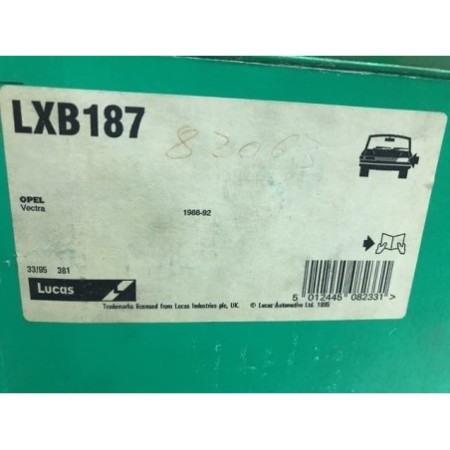 LXB187
OPEL
Vectra
1988-92
33/95 381
Lucas
Trademarks licensed from Lucas Industries plc, UK. © Lucas Automotive Ltd. 1995
5 012445 082331 >